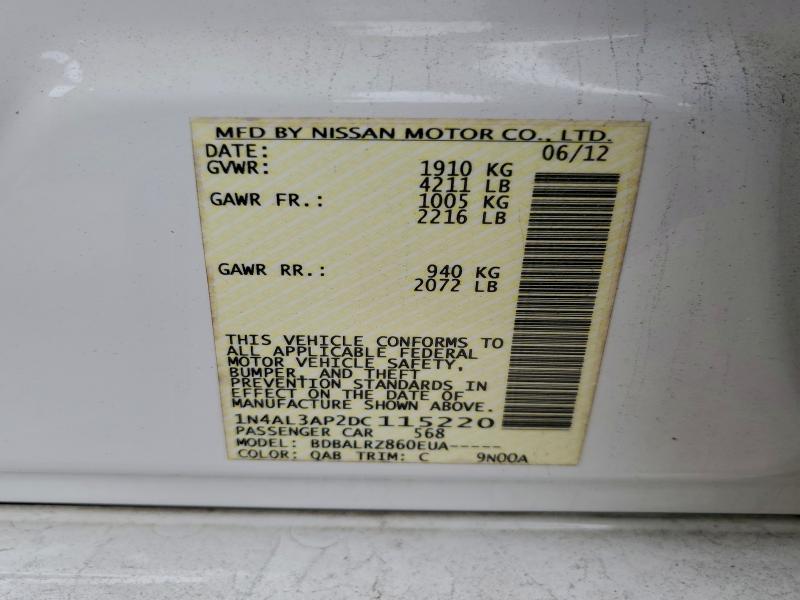 MFD BY NISSAN MOTOR CO., LTD.
DATE: 06/12
GVWR: 1910 KG
4211 LB
GAWR FR.: 1005 KG
2216 LB
GAWR RR.: 940 KG
2072 LB
THIS VEHICLE CONFORMS TO
ALL APPLICABLE FEDERAL
MOTOR VEHICLE SAFETY,
BUMPER, AND THEFT
PREVENTION STANDARDS IN
EFFECT ON THE DATE OF
MANUFACTURE SHOWN ABOVE.
1N4AL3AP2DC115220
PASSENGER CAR 568
MODEL: BDBALRZ860EUA-----
COLOR: QAB TRIM: C 9N00A